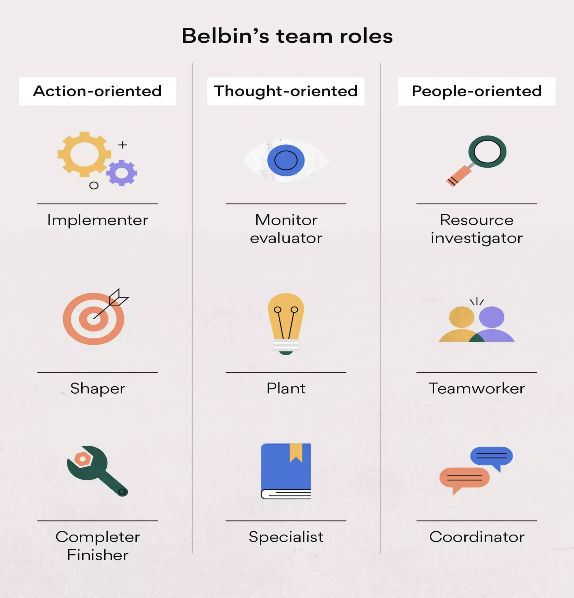 Belbin’s team roles
Action-oriented
Thought-oriented
People-oriented
Implementer
Monitor
evaluator
Resource
investigator
Shaper
Plant
Teamworker
Completer
Finisher
Specialist
Coordinator